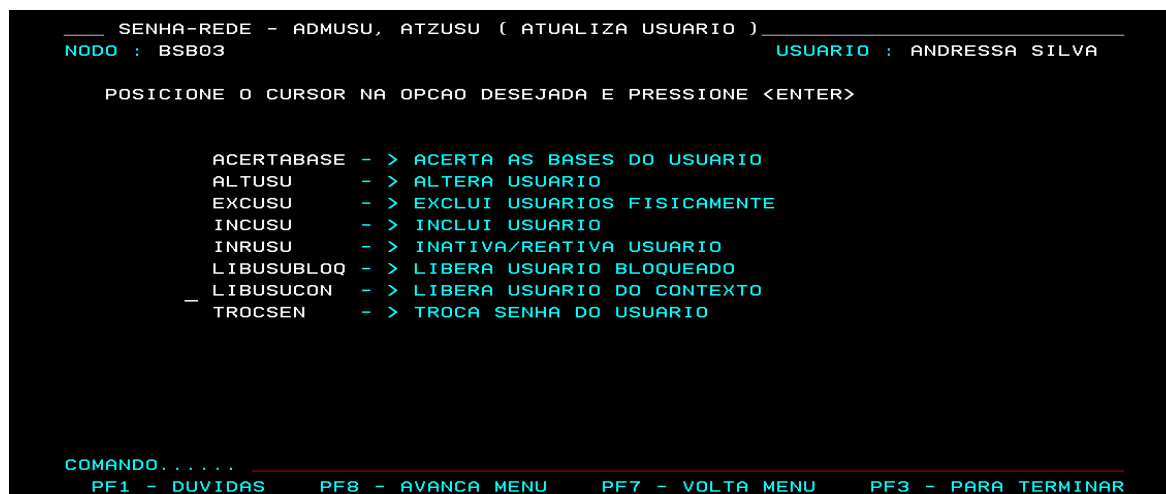 ____ SENHA-REDE - ADMUSU, ATZUSU ( ATUALIZA USUARIO )____
NODO : BSB03 USUARIO : ANDRESSA SILVA
POSICIONE O CURSOR NA OPCAO DESEJADA E PRESSIONE <ENTER>
ACERTABASE - > ACERTA AS BASES DO USUARIO
ALTUSU - > ALTERA USUARIO
EXCUSU - > EXCLUI USUARIOS FISICAMENTE
INCUSU - > INCLUI USUARIO
INRUSU - > INATIVA/REATIVA USUARIO
LIBUSUBLOQ - > LIBERA USUARIO BLOQUEADO
_ LIBUSUCON - > LIBERA USUARIO DO CONTEXTO
TROCSEN - > TROCA SENHA DO USUARIO
COMANDO...... ____
PF1 - DUVIDAS PF8 - AVANCA MENU PF7 - VOLTA MENU PF3 - PARA TERMINAR